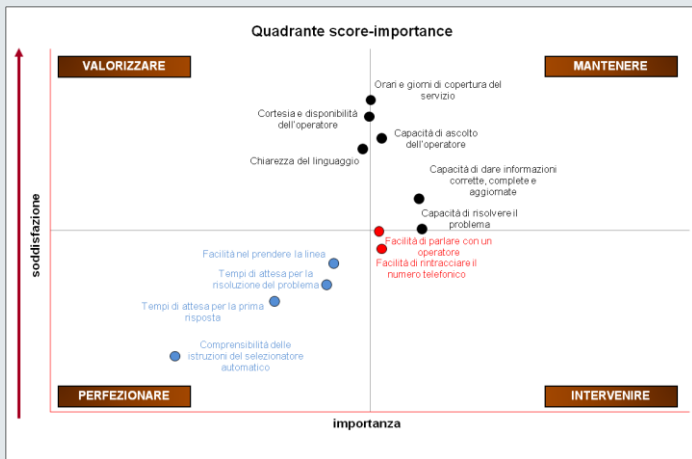 Quadrante score-importance
VALORIZZARE
MANTENERE
Orari e giorni di copertura del
servizio
Cortesia e disponibilità
dell'operatore
Capacità di ascolto
dell'operatore
Chiarezza del linguaggio
Capacità di dare informazioni
corrette, complete e
aggiornate
Capacità di risolvere il
problema
Facilità di parlare con un
operatore
Facilità di rintracciare il
numero telefonico
Facilità nel prendere la linea
Tempi di attesa per la
risoluzione del problema
Tempi di attesa per la prima
risposta
Comprensibilità delle
istruzioni del selezionatore
automatico
PERFEZIONARE
INTERVENIRE
soddisfazione
importanza